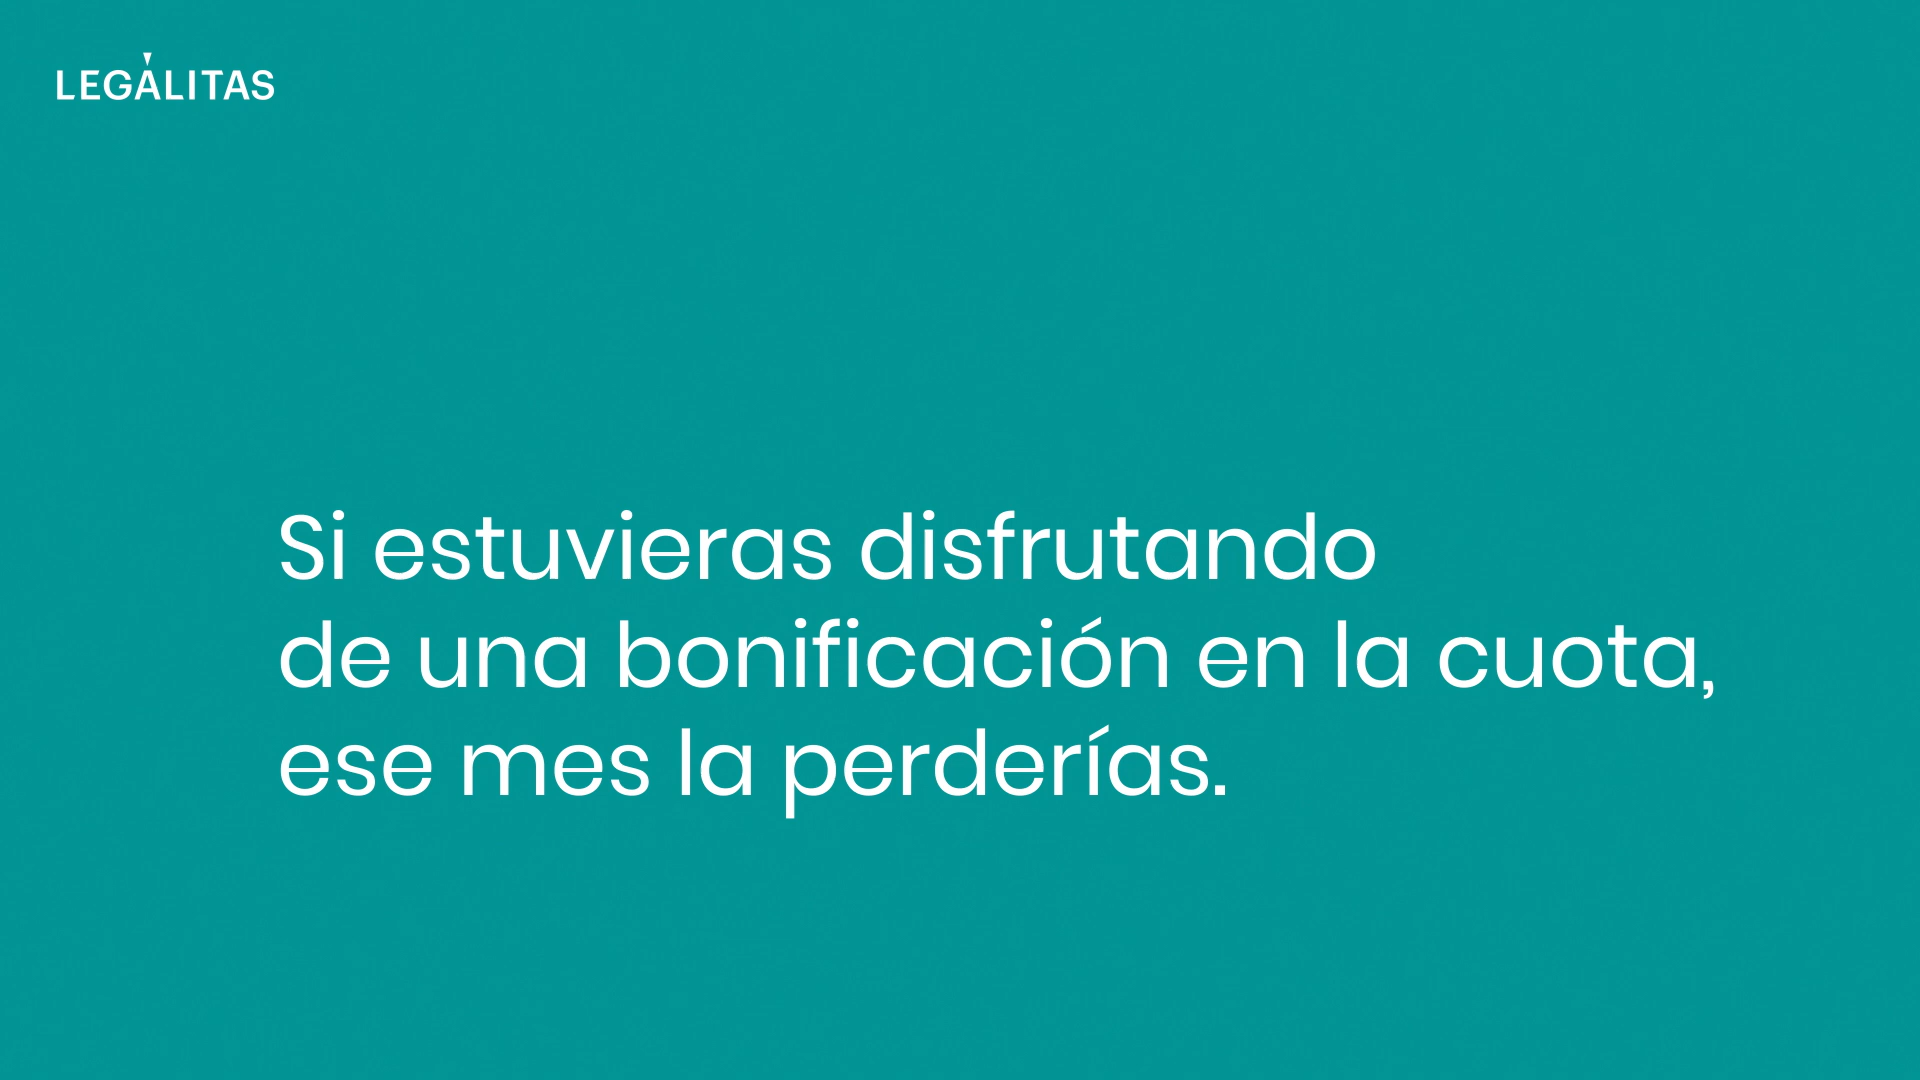 LEGÁLITAS
Si estuvieras disfrutando
de una bonificación en la cuota,
ese mes la perderías.